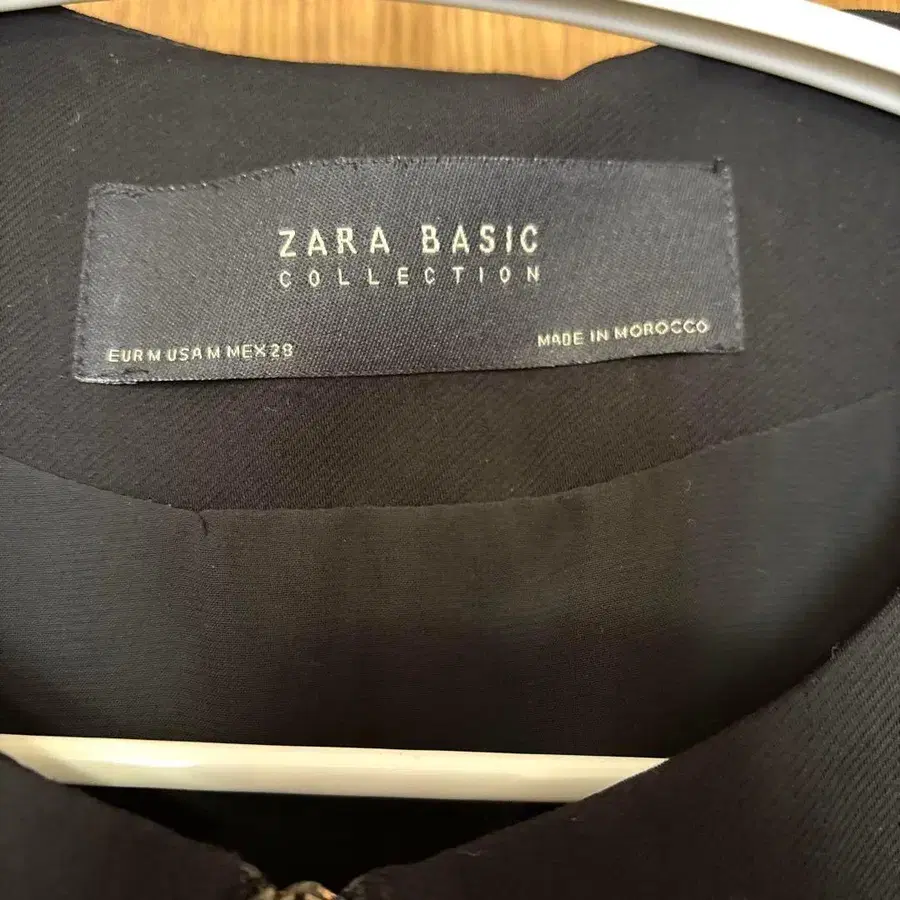 ZARA BASIC
COLLECTION
EUR M USA M MEX 28
MADE IN MOROCCO